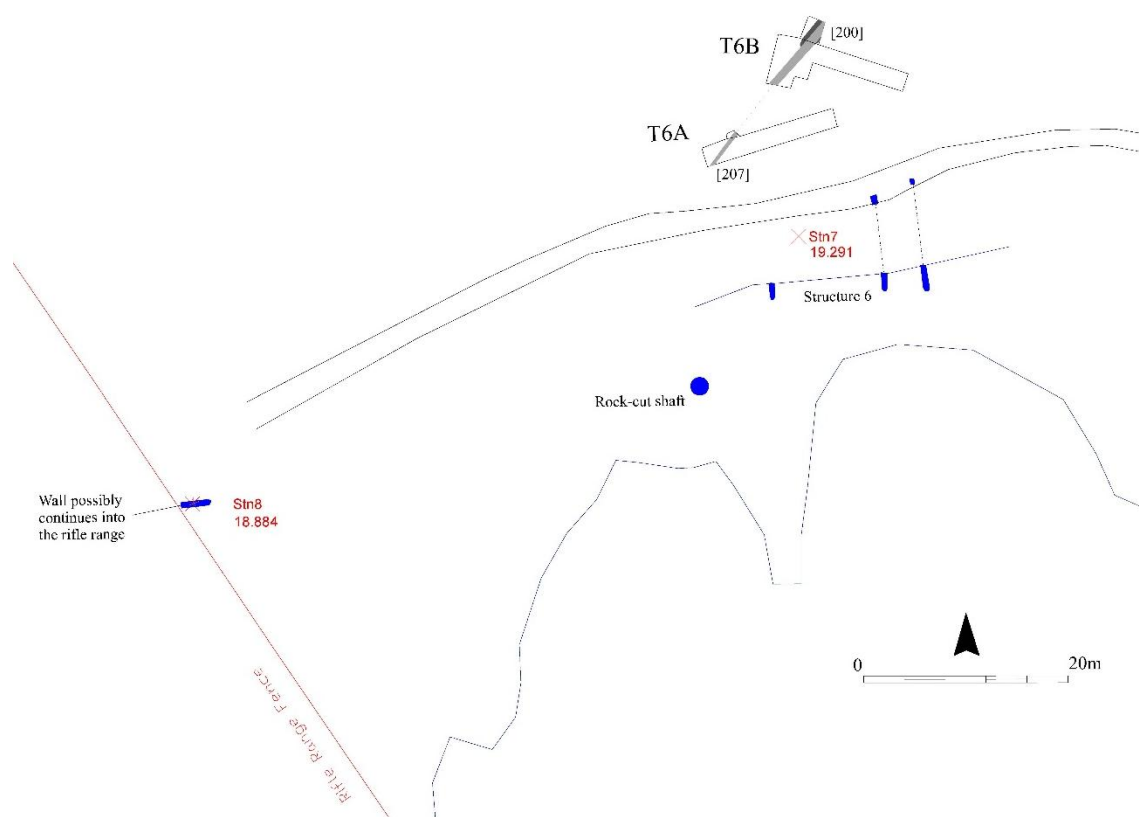 [200]
T6B
T6A
[207]
Stn7
19.291
Structure 6
Rock-cut shaft
Wall possibly
continues into
the rifle range
Stn8
18.884
0
20m
Rifle Range Fence